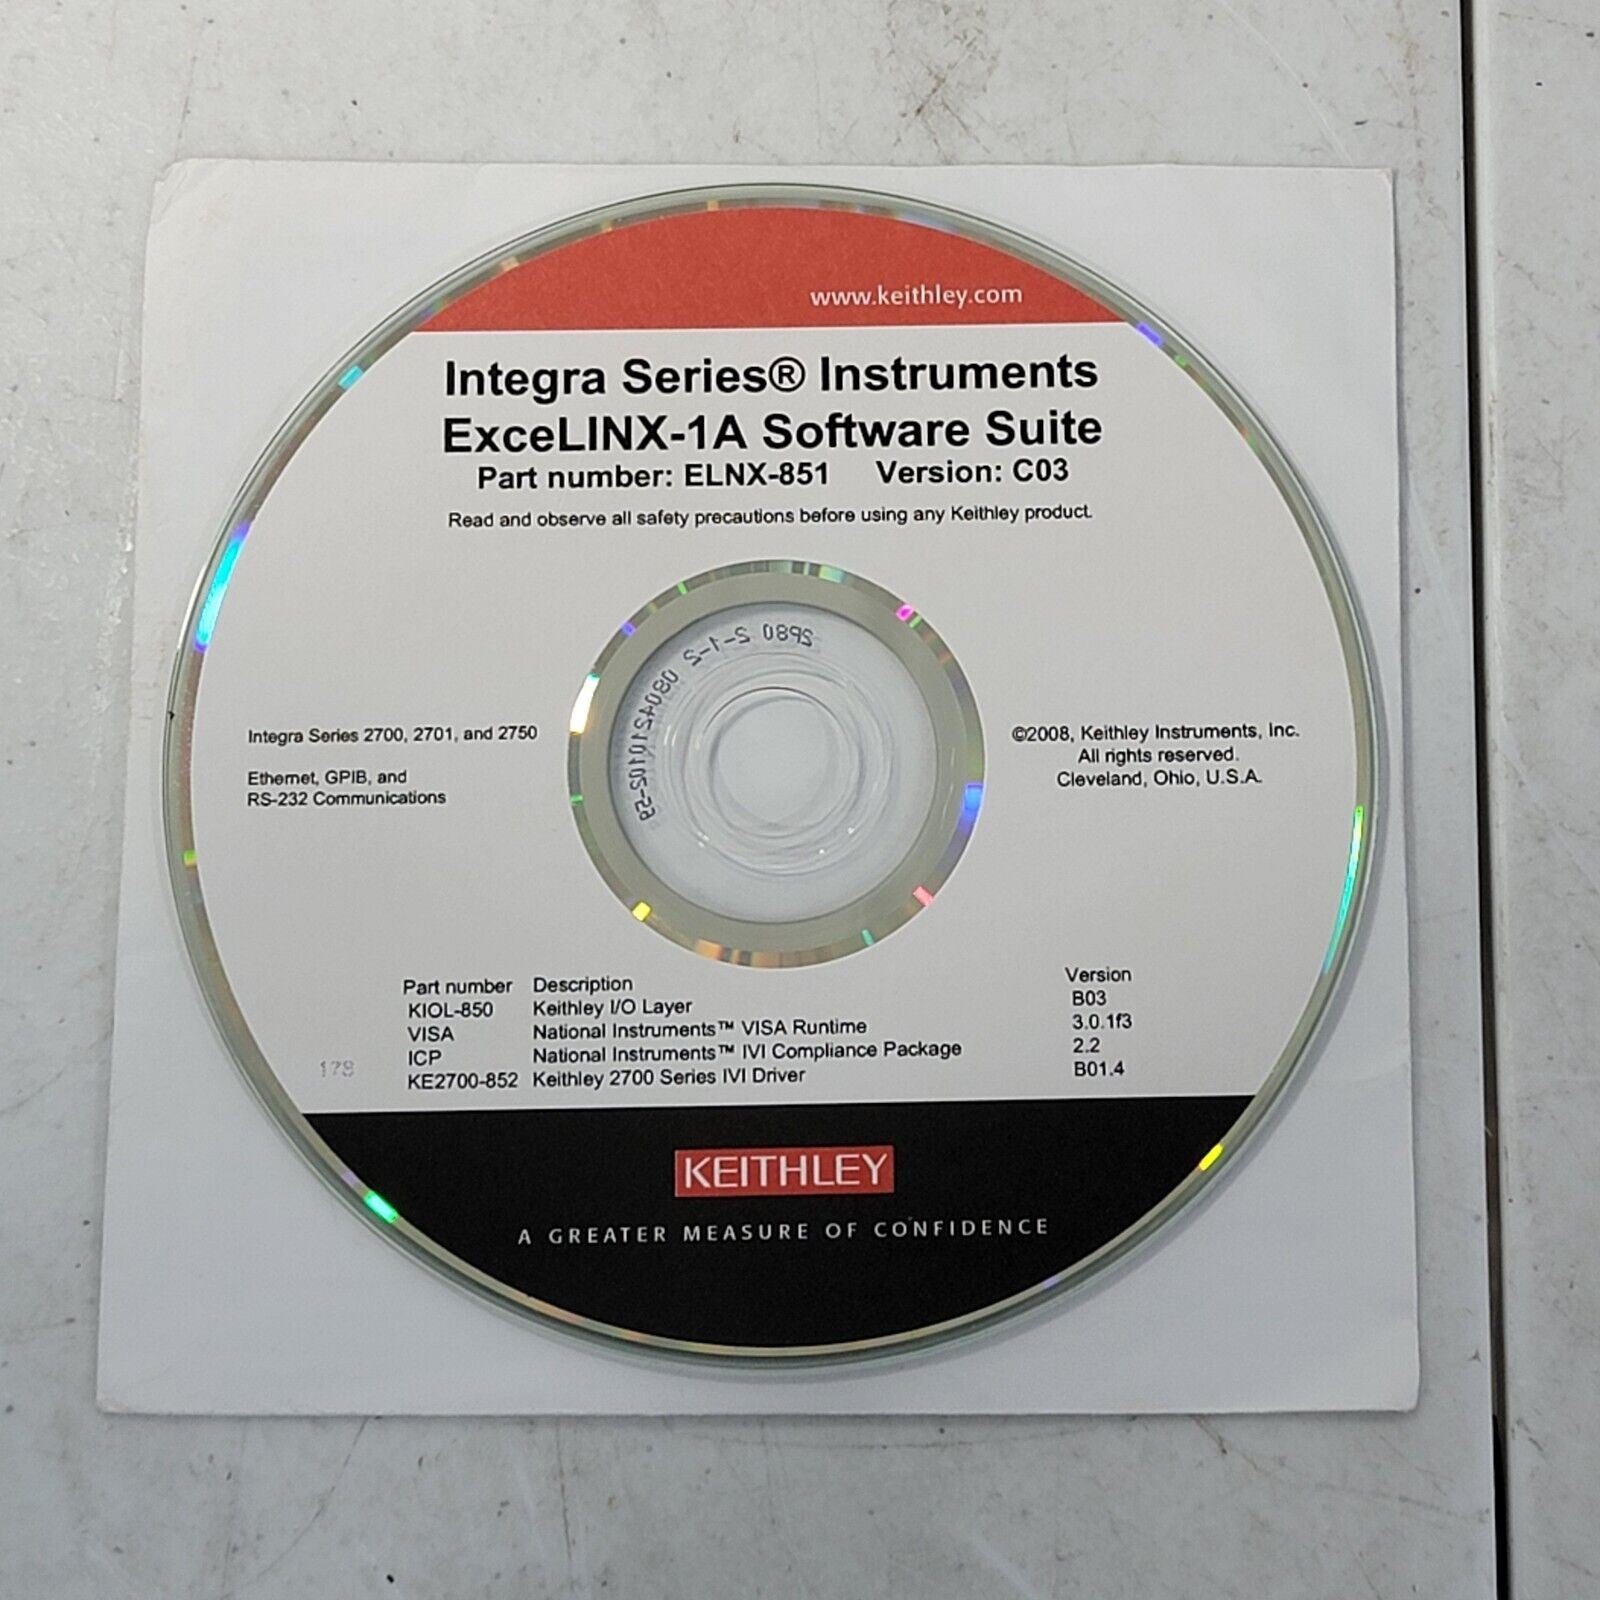 www.keithley.com
Integra Series® Instruments
ExceLINX-1A Software Suite
Part number: ELNX-851 Version: C03
Read and observe all safety precautions before using any Keithley product.
2P80 2-1-2 0804210102-5B
Integra Series 2700, 2701, and 2750
Ethernet, GPIB, and
RS-232 Communications
©2008, Keithley Instruments, Inc.
All rights reserved.
Cleveland, Ohio, U.S.A.
Part number Description Version
KIOL-850 Keithley I/O Layer B03
VISA National Instruments™ VISA Runtime 3.0.1f3
ICP National Instruments™ IVI Compliance Package 2.2
KE2700-852 Keithley 2700 Series IVI Driver B01.4
KEITHLEY
A GREATER MEASURE OF CONFIDENCE